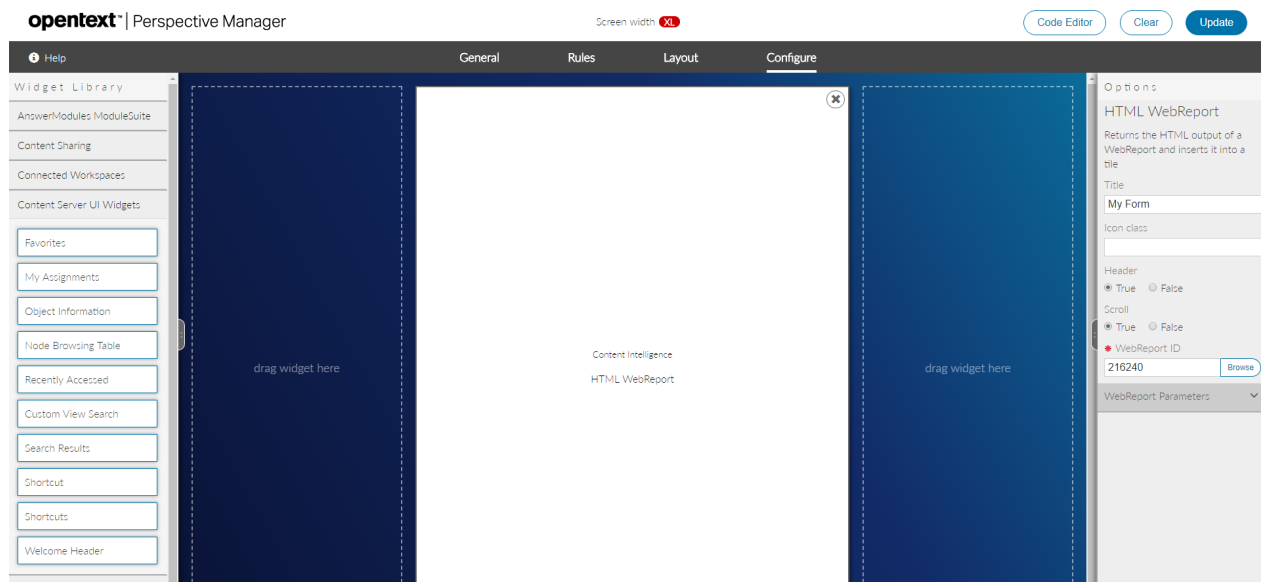 opentext™ | Perspective Manager
Screen width XL
Code Editor
Clear
Update
Help
General
Rules
Layout
Configure
Widget Library
AnswerModules ModuleSuite
Content Sharing
Connected Workspaces
Content Server UI Widgets
Favorites
My Assignments
Object Information
Node Browsing Table
Recently Accessed
Custom View Search
Search Results
Shortcut
Shortcuts
Welcome Header
drag widget here
Content Intelligence
HTML WebReport
drag widget here
Options
HTML WebReport
Returns the HTML output of a
WebReport and inserts it into a
tile
Title
My Form
Icon class
Header
True False
Scroll
True False
WebReport ID
216240
Browse
WebReport Parameters